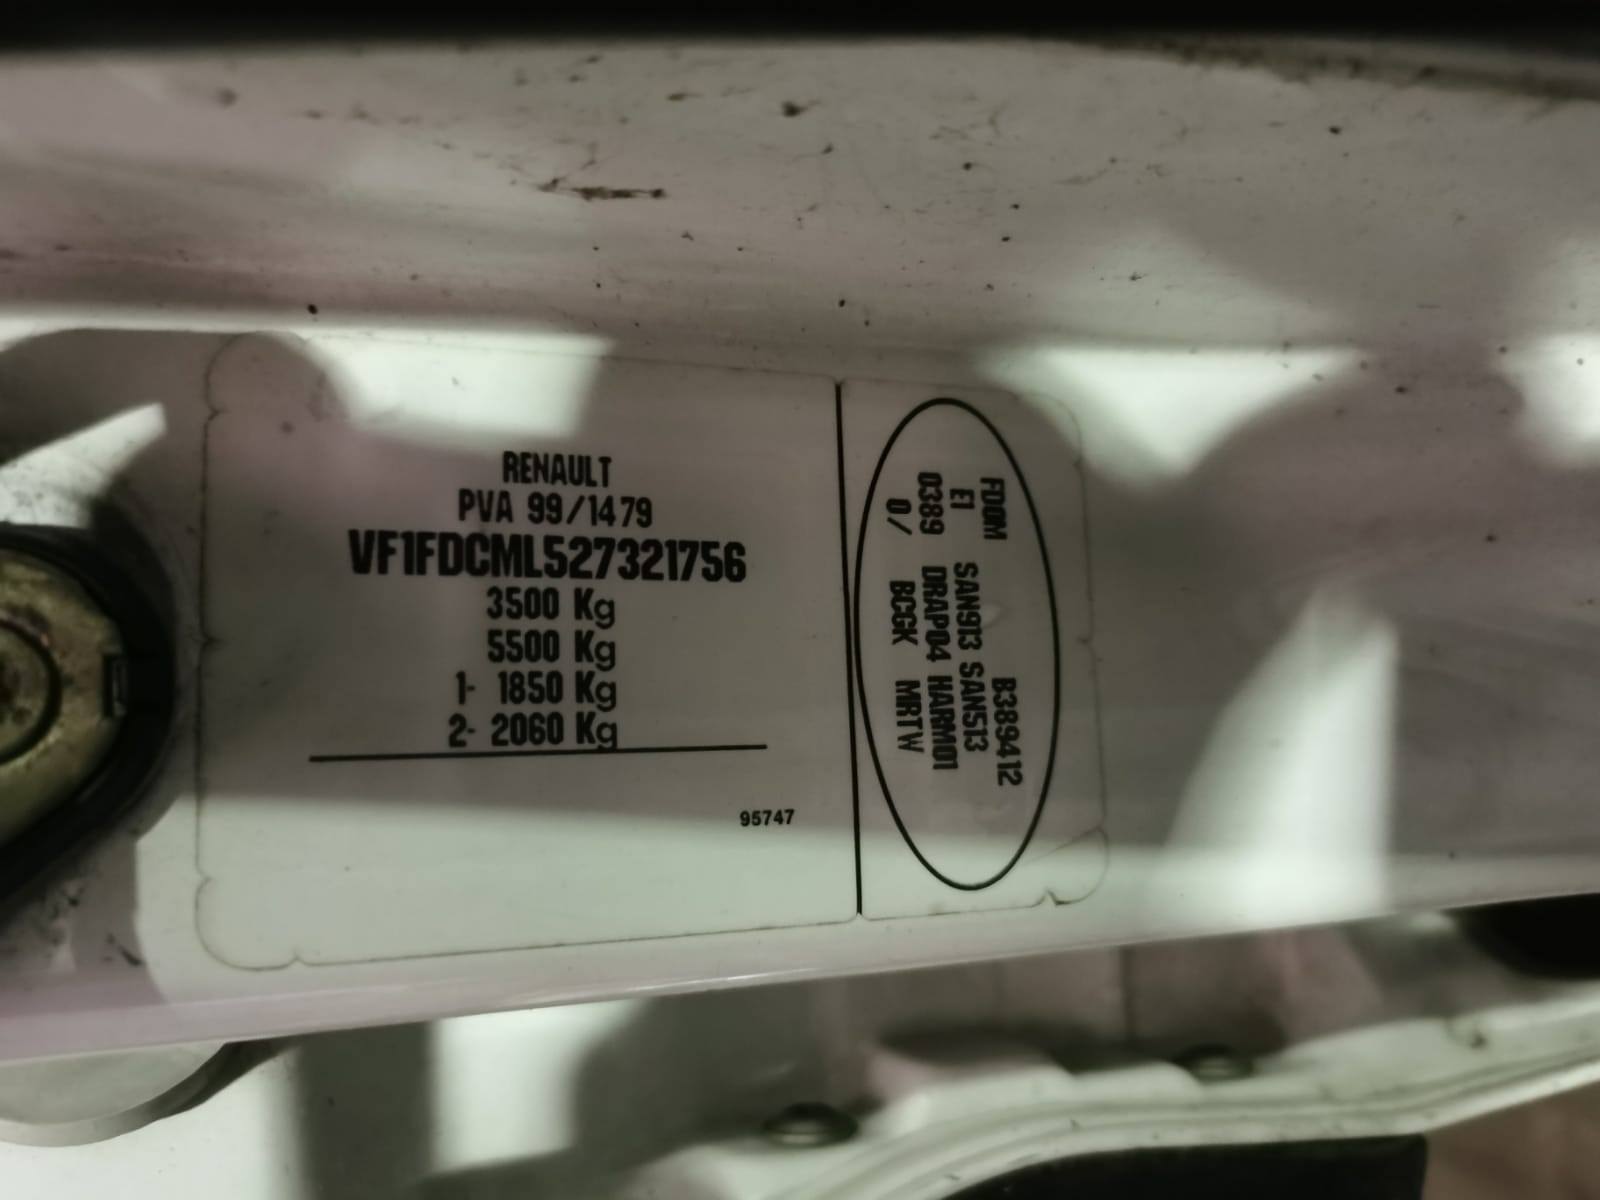 RENAULT
PVA 99/1479
VF1FDCML527321756
3500 Kg
5500 Kg
1- 1850 Kg
2- 2060 Kg
95747
FDOM B389412
E1 SAN913 SAN513
0389 DRAP04 HARM01
0/ BCGK MRTW